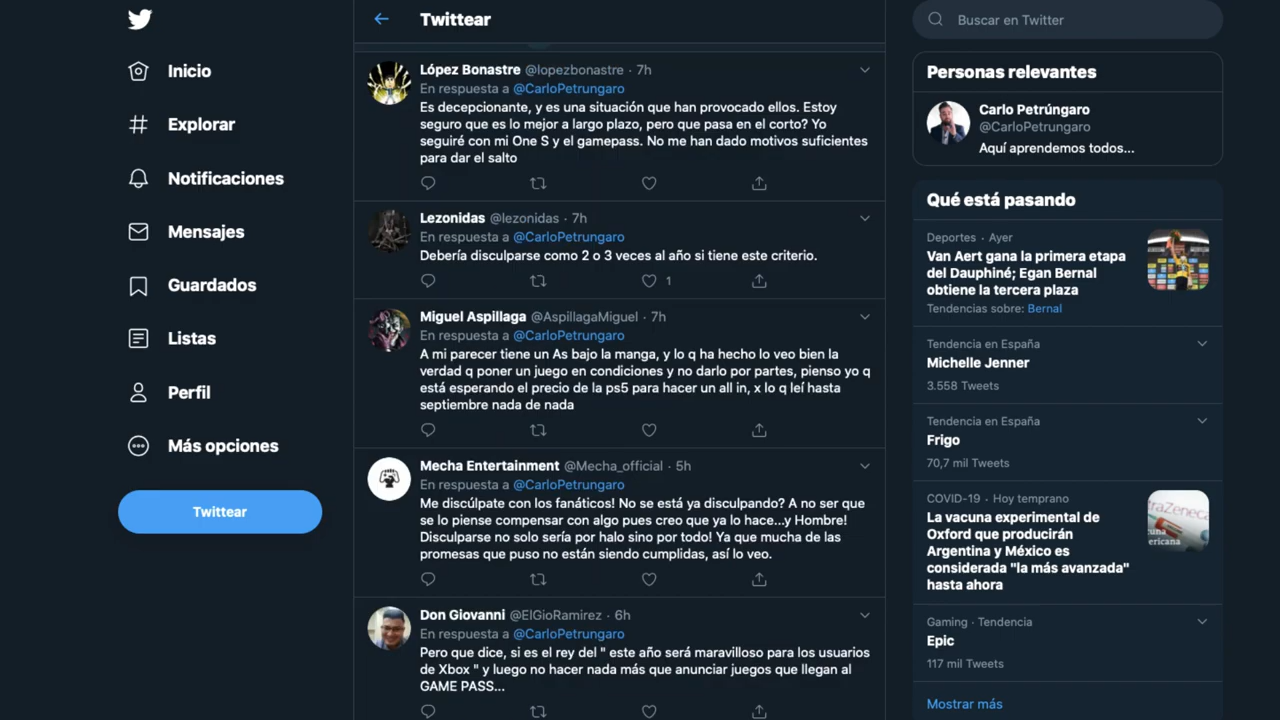 Inicio
Explorar
Notificaciones
Mensajes
Guardados
Listas
Perfil
Más opciones
Twittear
Twittear
López Bonastre @lopezbonastre · 7h
En respuesta a @CarloPetrungaro
Es decepcionante, y es una situación que han provocado ellos. Estoy
seguro que es lo mejor a largo plazo, pero que pasa en el corto? Yo
seguiré con mi One S y el gamepass. No me han dado motivos suficientes
para dar el salto
Lezonidas @lezonidas · 7h
En respuesta a @CarloPetrungaro
Debería disculparse como 2 o 3 veces al año si tiene este criterio.
1
Miguel Aspillaga @AspillagaMiguel · 7h
En respuesta a @CarloPetrungaro
A mi parecer tiene un As bajo la manga, y lo q ha hecho lo veo bien la
verdad q poner un juego en condiciones y no darlo por partes, pienso yo q
está esperando el precio de la ps5 para hacer un all in, x lo q leí hasta
septiembre nada de nada
Mecha Entertainment @Mecha_official · 5h
En respuesta a @CarloPetrungaro
Me discúlpate con los fanáticos! No se está ya disculpando? A no ser que
se lo piense compensar con algo pues creo que ya lo hace...y Hombre!
Disculparse no solo sería por halo sino por todo! Ya que mucha de las
promesas que puso no están siendo cumplidas, así lo veo.
Don Giovanni @ElGioRamirez · 6h
En respuesta a @CarloPetrungaro
Pero que dice, si es el rey del " este año será maravilloso para los usuarios
de Xbox " y luego no hacer nada más que anunciar juegos que llegan al
GAME PASS...
Buscar en Twitter
Personas relevantes
Carlo Petrúngaro
@CarloPetrungaro
Aquí aprendemos todos...
Qué está pasando
Deportes · Ayer
Van Aert gana la primera etapa
del Dauphiné; Egan Bernal
obtiene la tercera plaza
Tendencias sobre: Bernal
Tendencia en España
Michelle Jenner
3.558 Tweets
Tendencia en España
Frigo
70,7 mil Tweets
COVID-19 · Hoy temprano
La vacuna experimental de
Oxford que producirán
Argentina y México es
considerada "la más avanzada"
hasta ahora
traZeneca
Gaming · Tendencia
Epic
117 mil Tweets
Mostrar más